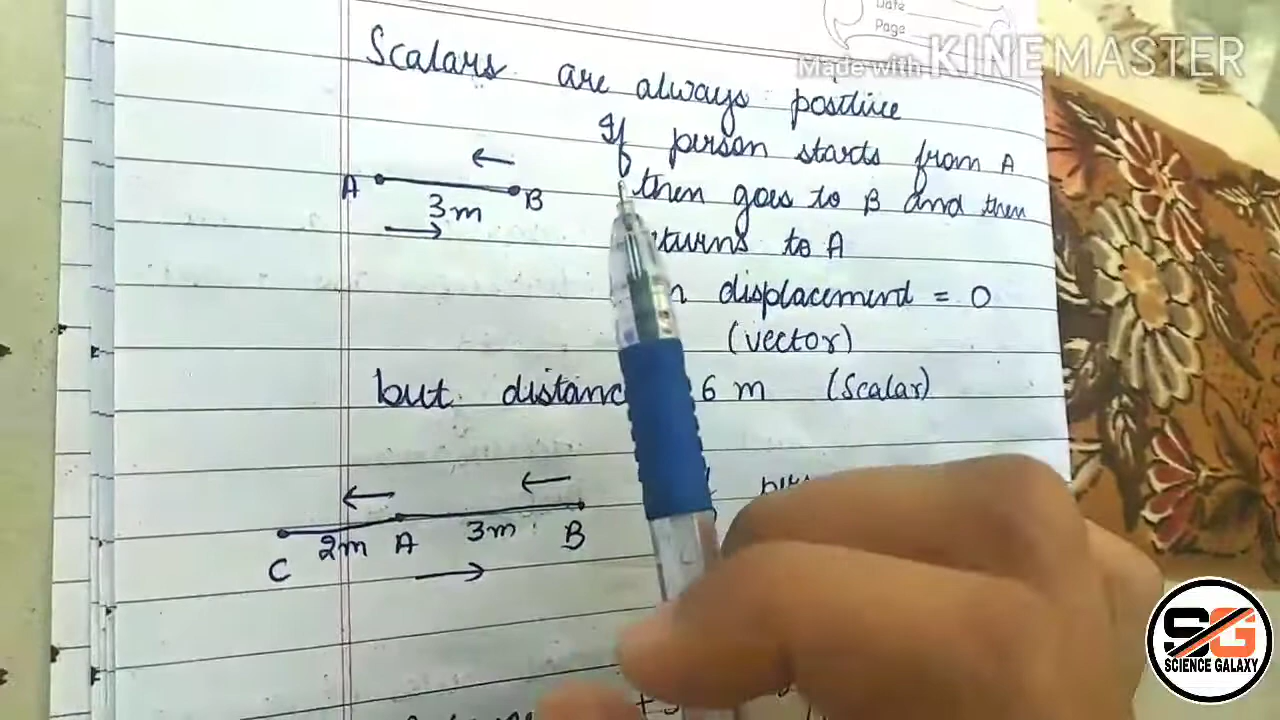 Date
Page
Made with KINEMASTER
Scalars are always positive
If person starts from A
then goes to B and then
turns to A
displacement = 0
(vector)
but distanc 6 m (Scalar)
A 3m B
C 2m A 3m B
SG
SCIENCE GALAXY